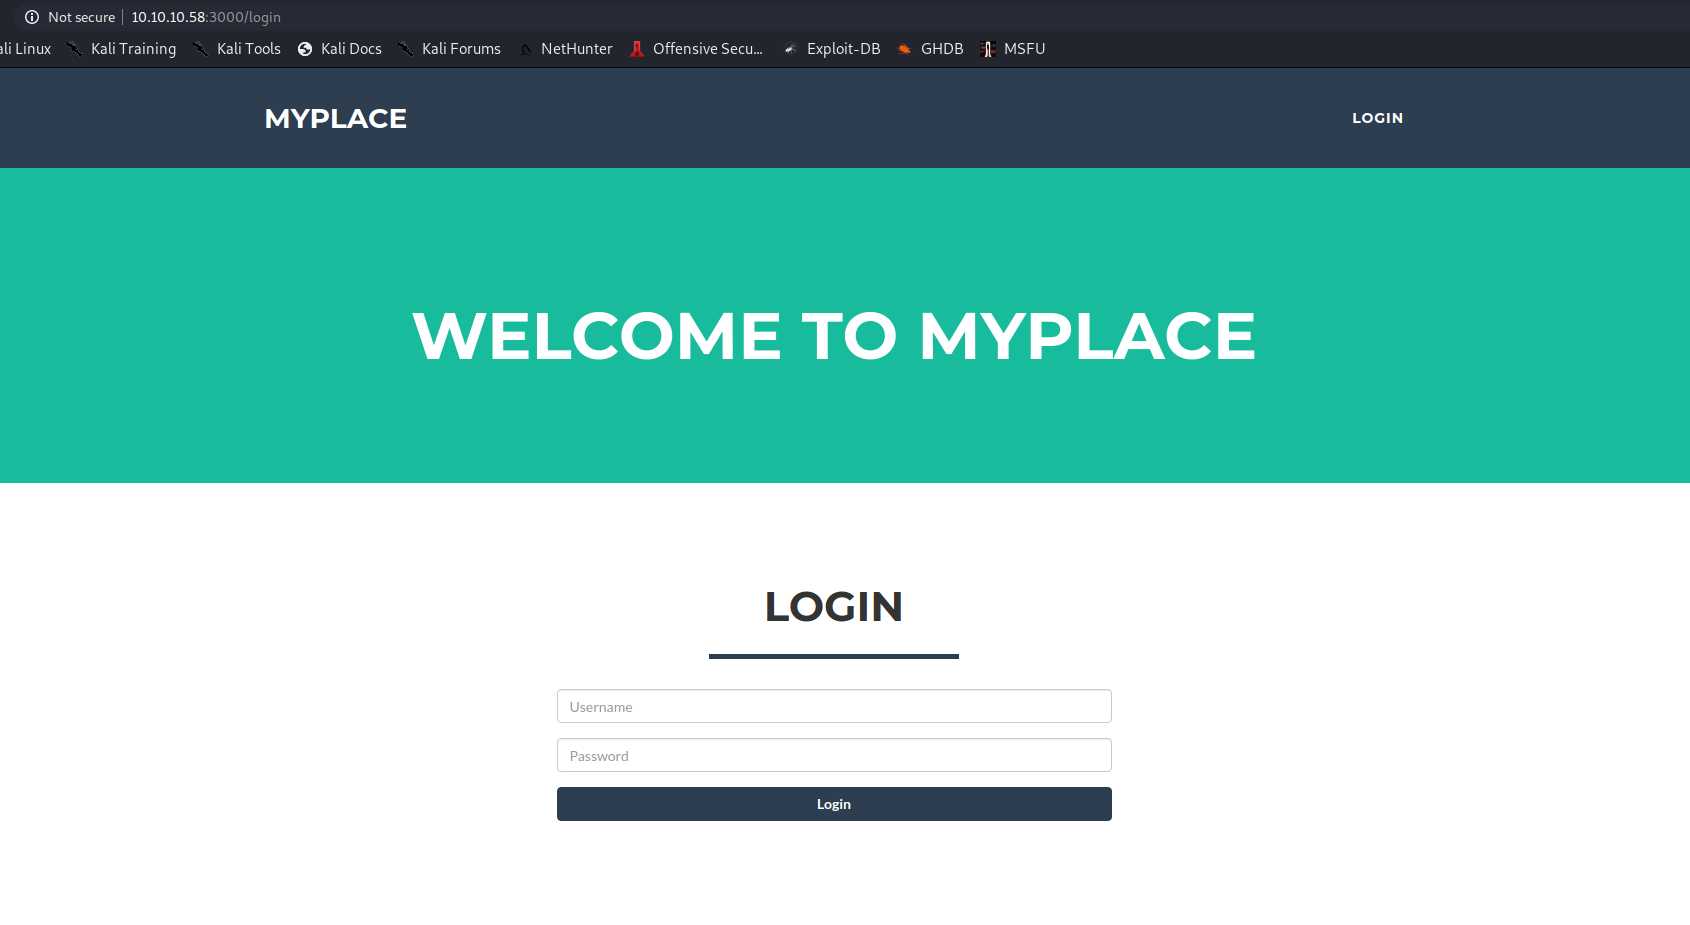 Not secure 10.10.10.58:3000/login
ali Linux Kali Training Kali Tools Kali Docs Kali Forums NetHunter Offensive Secu... Exploit-DB GHDB MSFU
MYPLACE LOGIN
WELCOME TO MYPLACE
LOGIN
Username
Password
Login